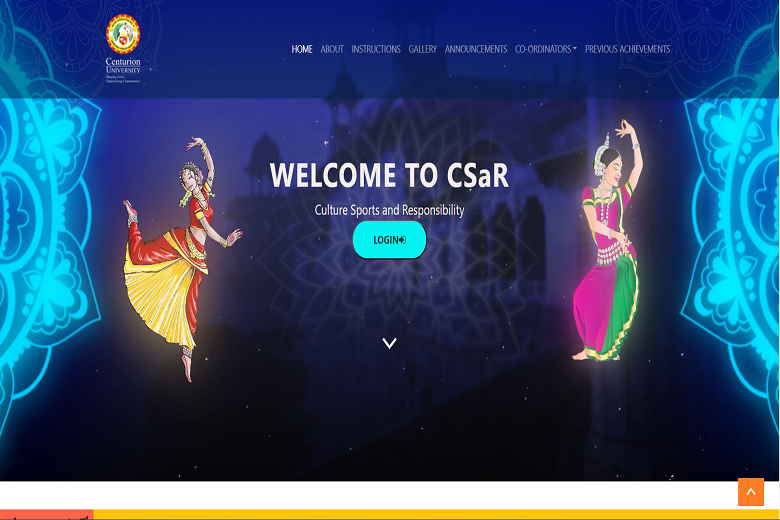 HOME ABOUT INSTRUCTIONS GALLERY ANNOUNCEMENTS CO-ORDINATORS PREVIOUS ACHIEVEMENTS
Centurion
UNIVERSITY
Shaping Lives...
Empowering Communities...
WELCOME TO CSaR
Culture Sports and Responsibility
LOGIN